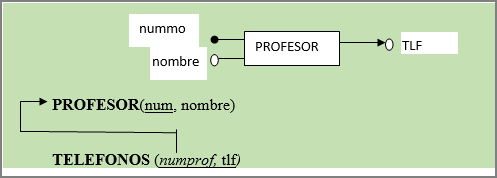 nummo
PROFESOR
TLF
nombre
PROFESOR(num, nombre)
TELEFONOS (numprof, tlf)